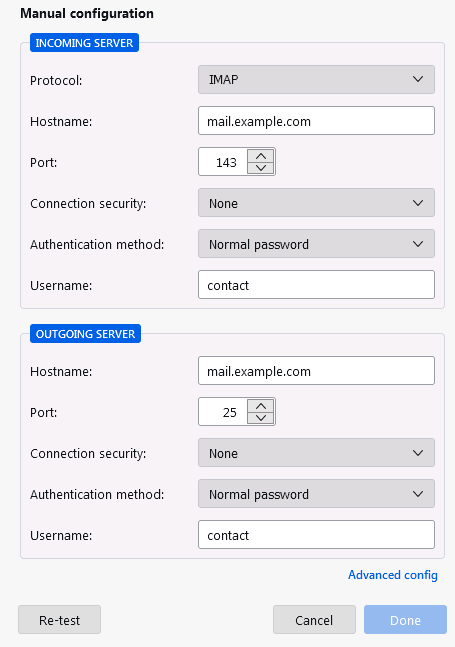 Manual configuration
INCOMING SERVER
Protocol: IMAP
Hostname: mail.example.com
Port: 143
Connection security: None
Authentication method: Normal password
Username: contact
OUTGOING SERVER
Hostname: mail.example.com
Port: 25
Connection security: None
Authentication method: Normal password
Username: contact
Advanced config
Re-test Cancel Done